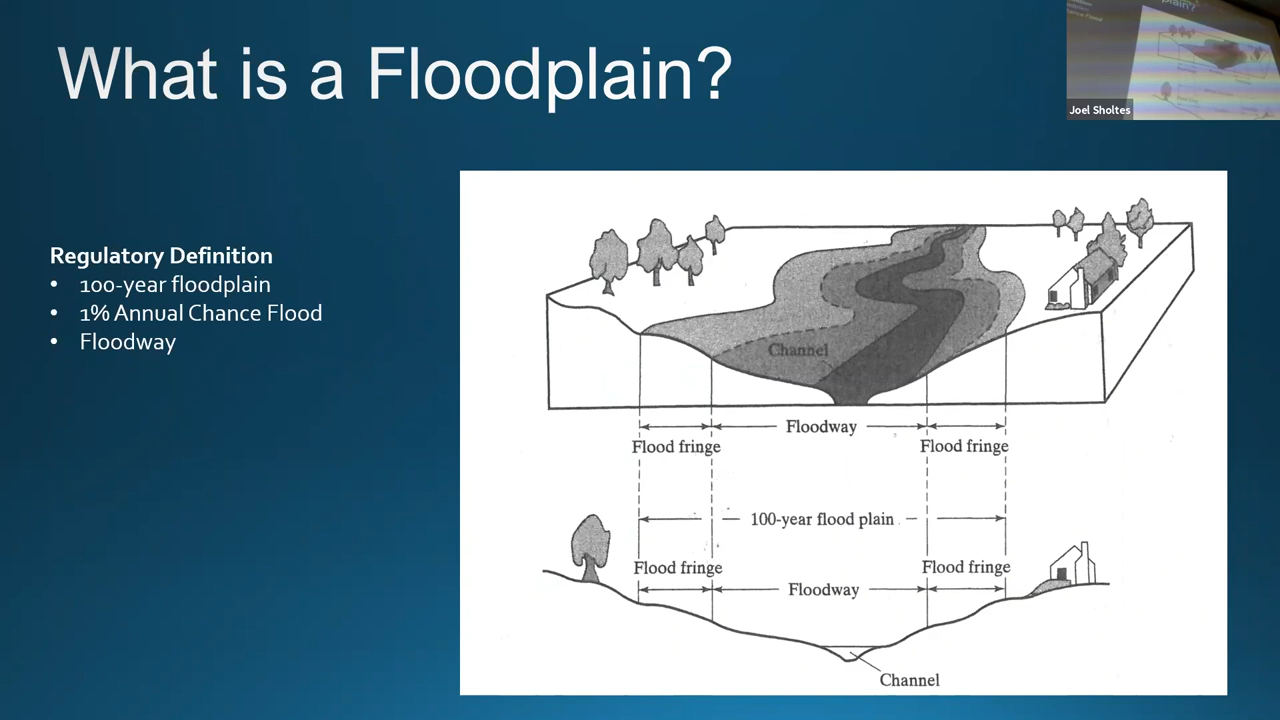 What is a Floodplain?
plain?
Joel Sholtes
Regulatory Definition
• 100-year floodplain
• 1% Annual Chance Flood
• Floodway
Channel
Floodway
Flood fringe
Flood fringe
100-year flood plain
Flood fringe
Flood fringe
Floodway
Channel